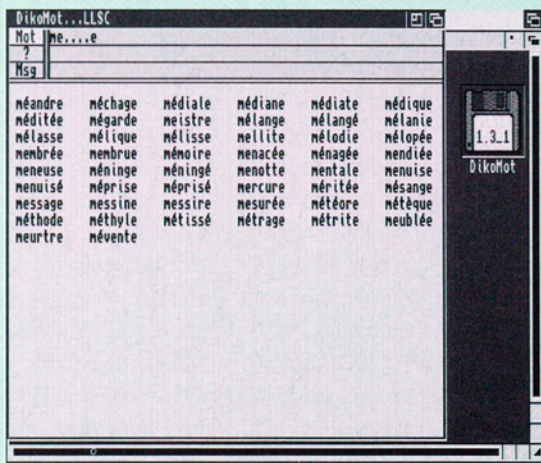 DikoMot...LLSC
Mot me....e
?
Msg
méandre méchage médiale médiane médiate médique
méditée mégarde meistre mélange mélangé mélanie
mélasse mélique mélisse mellite mélodie mélopée
membrée membrue mémoire menacée ménagée mendiée
meneuse méninge méningé menotte mentale menuise
menuisé méprise méprisé mercure méritée mésange
message messine messire mesurée météore métèque
méthode méthyle métissé métrage métrite meublée
meurtre mévente
1.3_1
DikoMot